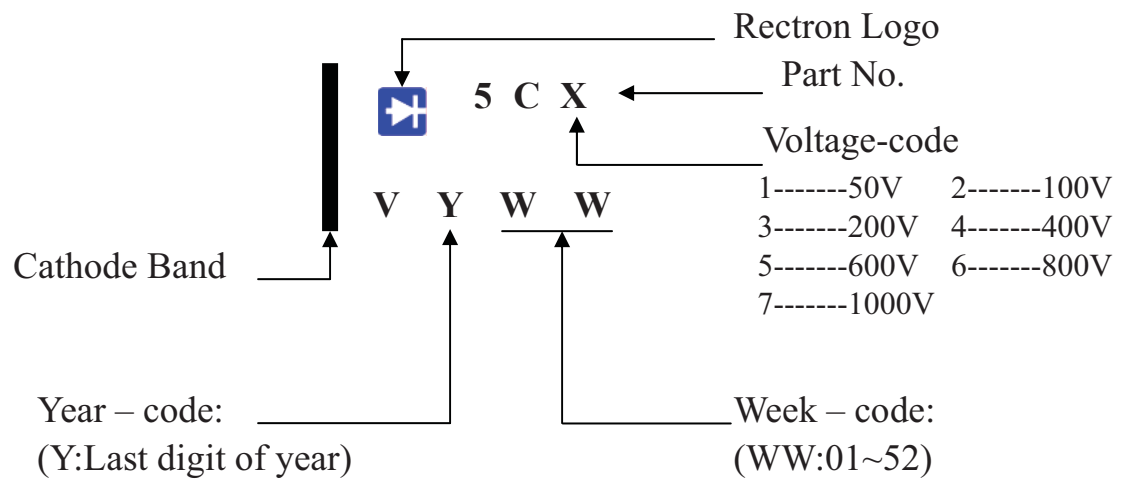 Rectron Logo
5 C X
Part No.
Voltage-code
1-------50V 2-------100V
3-------200V 4-------400V
5-------600V 6-------800V
7-------1000V
V Y W W
Cathode Band
Year – code:
(Y:Last digit of year)
Week – code:
(WW:01~52)